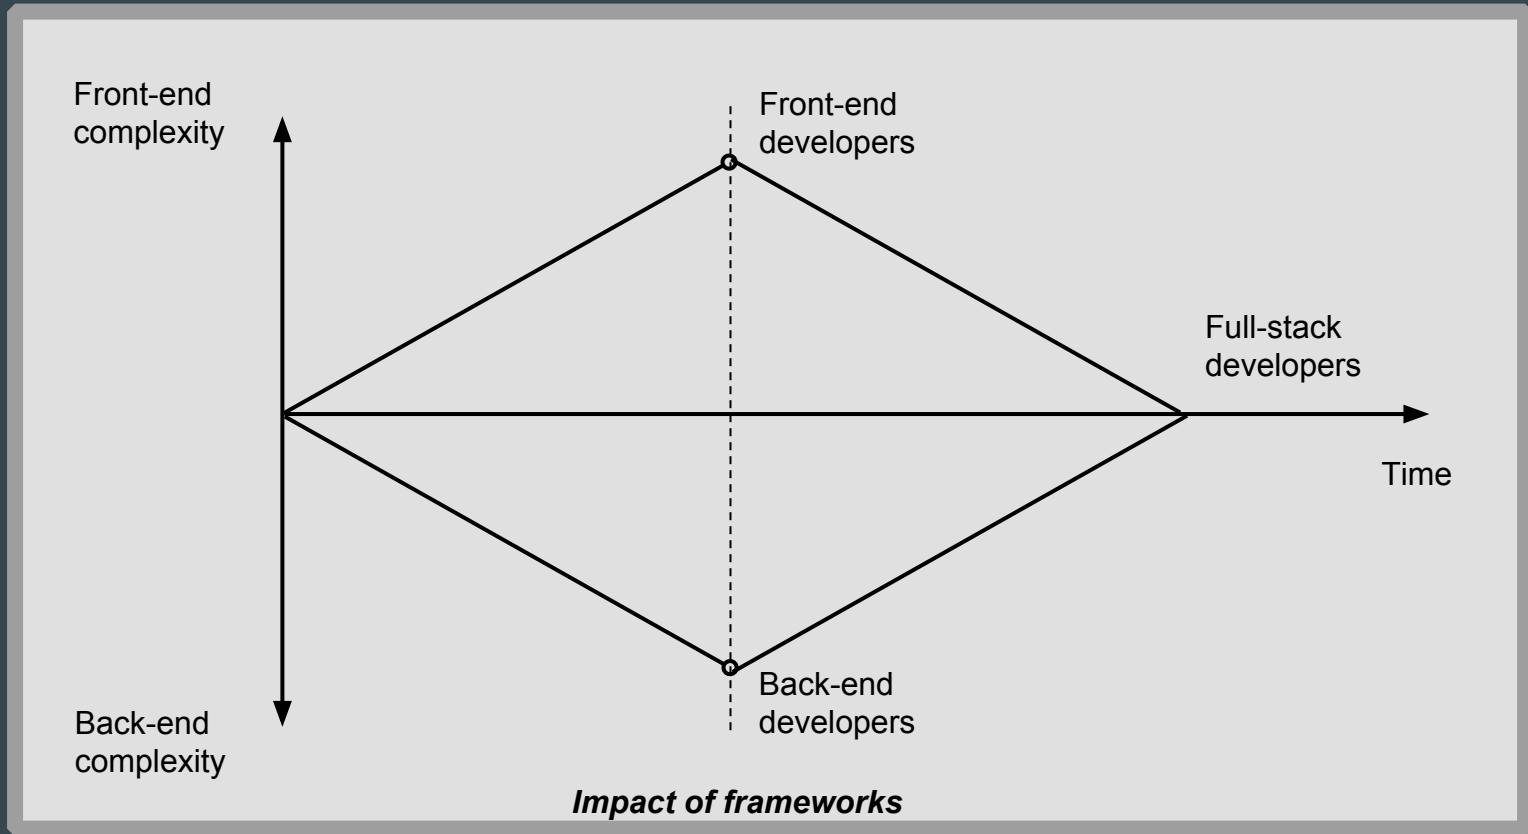 Front-end
complexity
Front-end
developers
Full-stack
developers
Time
Back-end
developers
Back-end
complexity
Impact of frameworks